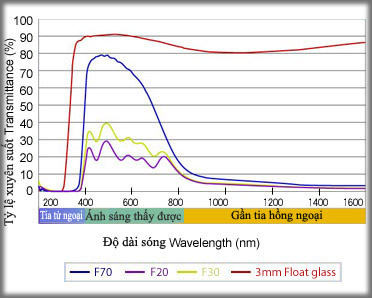 Tỷ lệ xuyên suốt Transmittance (%)
100
90
80
70
60
50
40
30
20
10
0
200 400 600 800 1000 1200 1400 1600
Tia tử ngoại Ánh sáng thấy được Gần tia hồng ngoại
Độ dài sóng Wavelength (nm)
F70 F20 F30 3mm Float glass